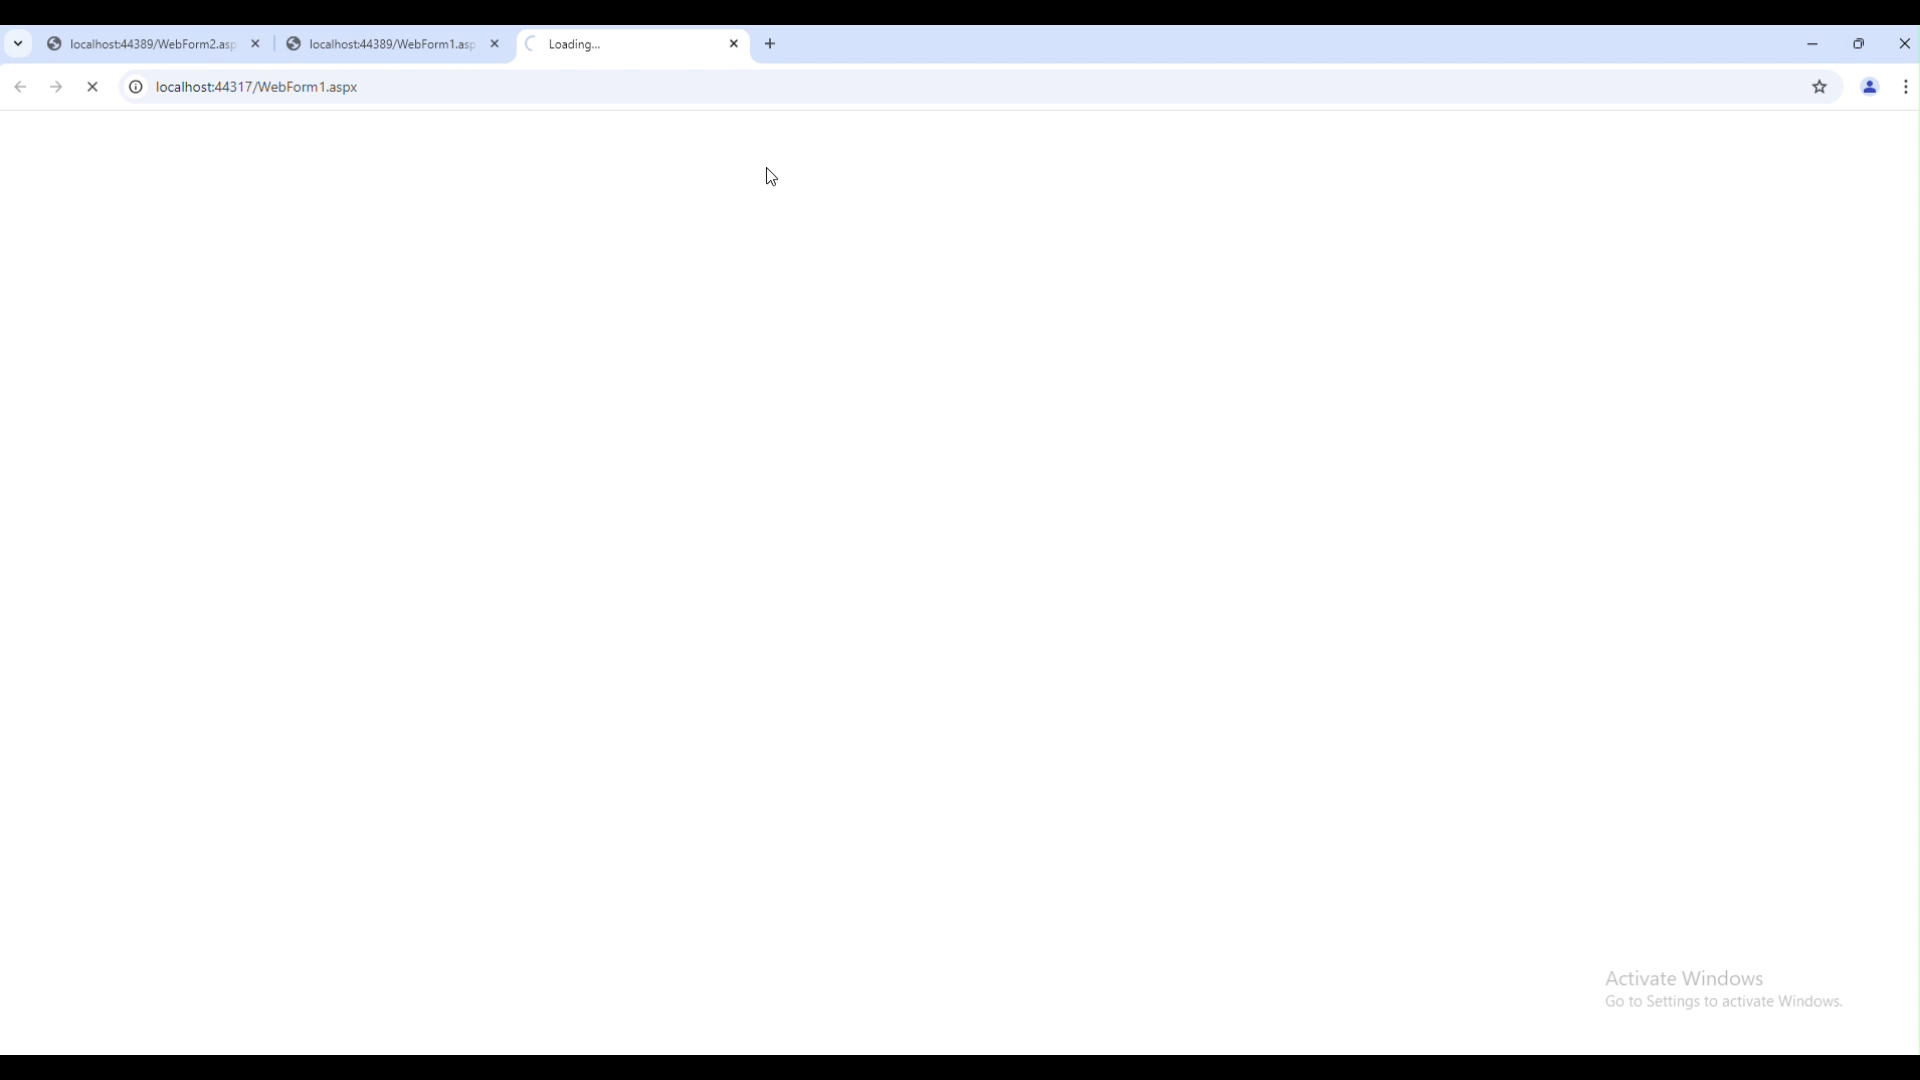 localhost:44389/WebForm2.asp
localhost:44389/WebForm1.asp
Loading...
localhost:44317/WebForm1.aspx
Activate Windows
Go to Settings to activate Windows.